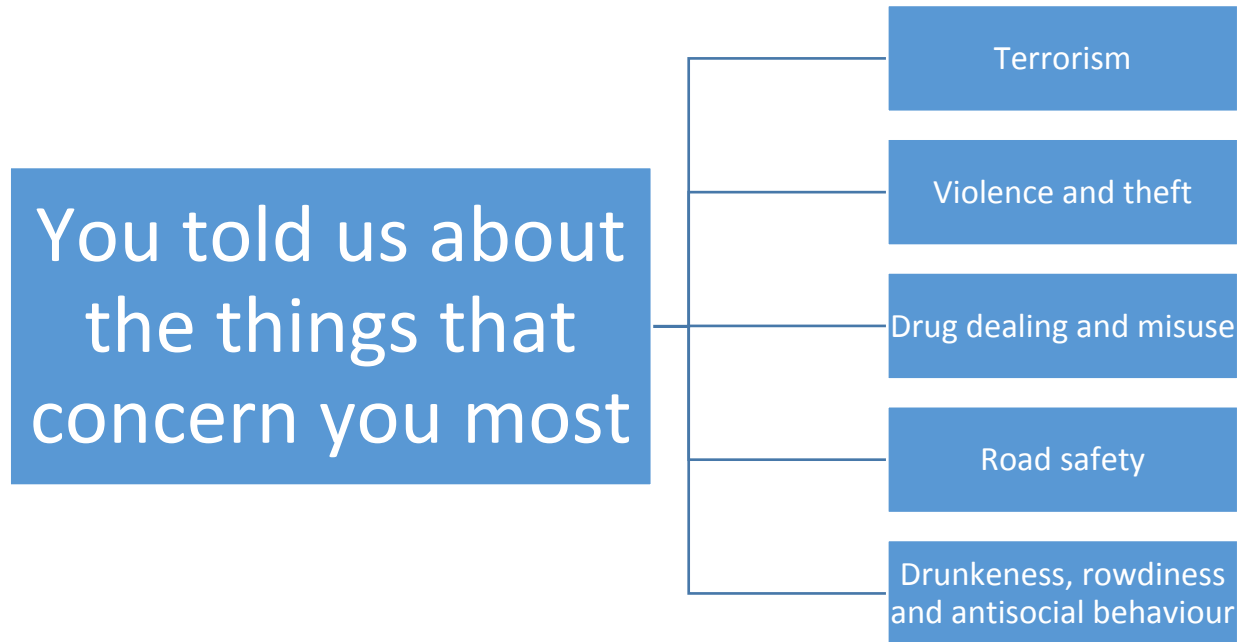 You told us about
the things that
concern you most
Terrorism
Violence and theft
Drug dealing and misuse
Road safety
Drunkeness, rowdiness
and antisocial behaviour